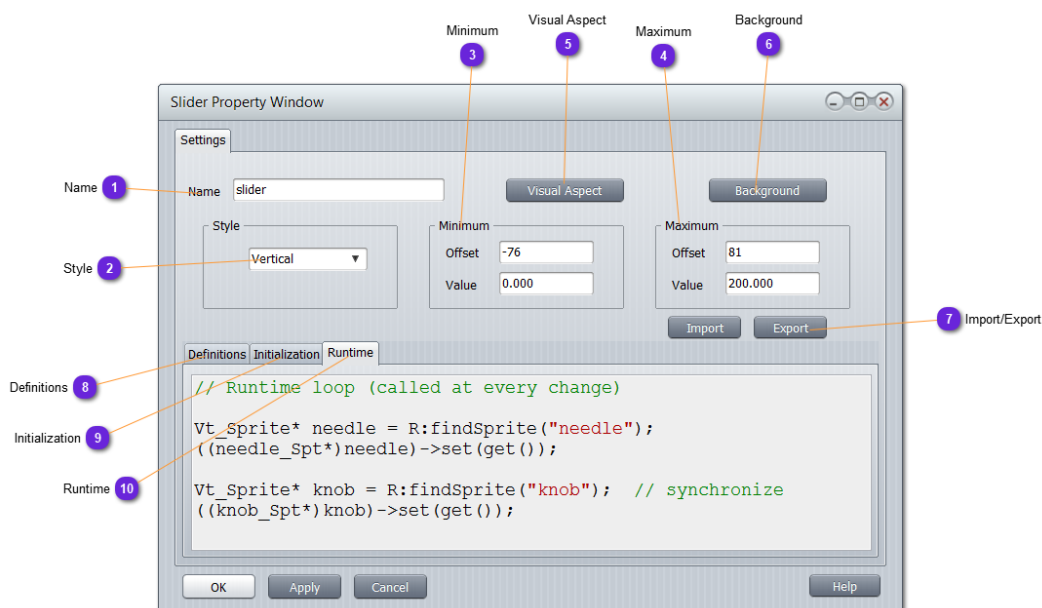 Visual Aspect
5
Background
6
Minimum
3
Maximum
4
Slider Property Window
Settings
Name 1
Name slider
Visual Aspect
Background
Style
Minimum
Maximum
Vertical
Offset -76
Offset 81
Style 2
Value 0.000
Value 200.000
Import Export
7 Import/Export
Definitions Initialization Runtime
Definitions 8
Initialization 9
Runtime 10
// Runtime loop (called at every change)
Vt_Sprite* needle = R:findSprite("needle");
((needle_Spt*)needle)->set(get());
Vt_Sprite* knob = R:findSprite("knob"); // synchronize
((knob_Spt*)knob)->set(get());
OK Apply Cancel Help